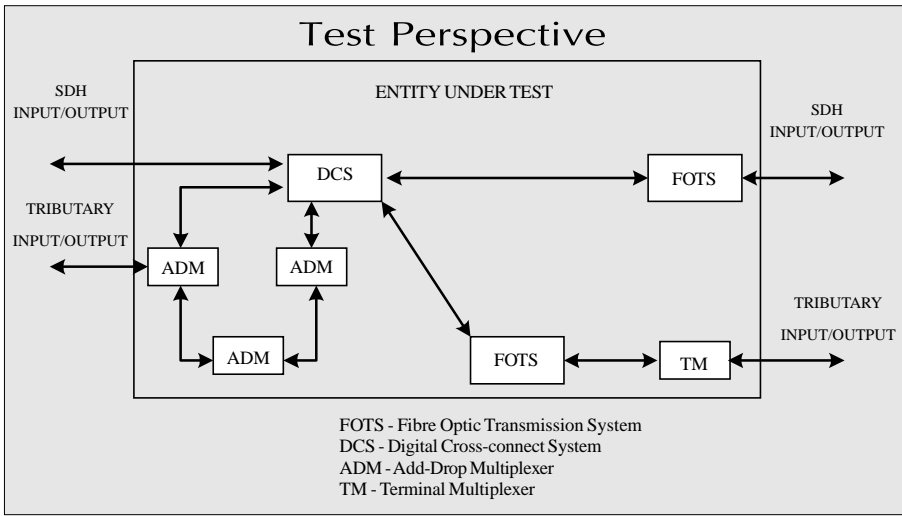 Test Perspective
ENTITY UNDER TEST
SDH
INPUT/OUTPUT
SDH
INPUT/OUTPUT
DCS
FOTS
TRIBUTARY
INPUT/OUTPUT
ADM
ADM
TRIBUTARY
INPUT/OUTPUT
ADM
FOTS
TM
FOTS - Fibre Optic Transmission System
DCS - Digital Cross-connect System
ADM - Add-Drop Multiplexer
TM - Terminal Multiplexer